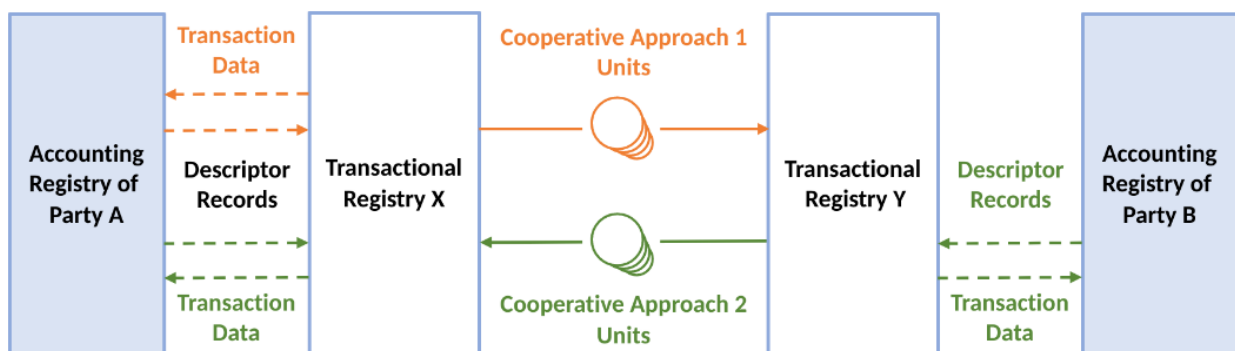 Transaction
Data
Cooperative Approach 1
Units
Accounting
Registry of
Party A
Descriptor
Records
Transactional
Registry X
Transactional
Registry Y
Descriptor
Records
Accounting
Registry of
Party B
Transaction
Data
Cooperative Approach 2
Units
Transaction
Data